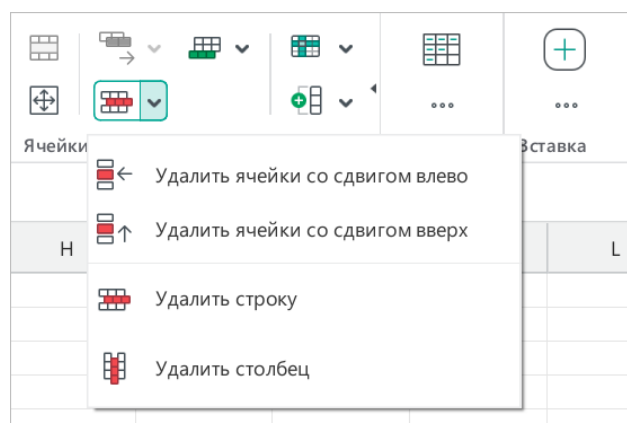 Ячейки
Вставка
Удалить ячейки со сдвигом влево
Удалить ячейки со сдвигом вверх
H
L
Удалить строку
Удалить столбец